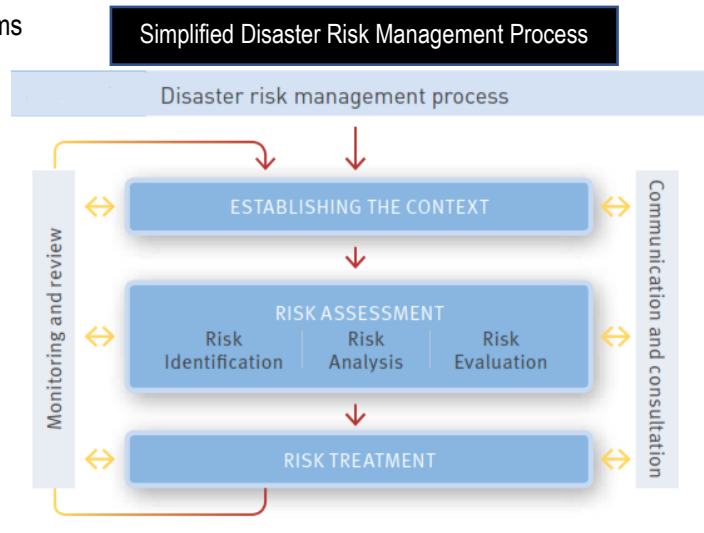 Simplified Disaster Risk Management Process
Disaster risk management process
ESTABLISHING THE CONTEXT
Monitoring and review
Communication and consultation
RISK ASSESSMENT
Risk Identification
Risk Analysis
Risk Evaluation
RISK TREATMENT